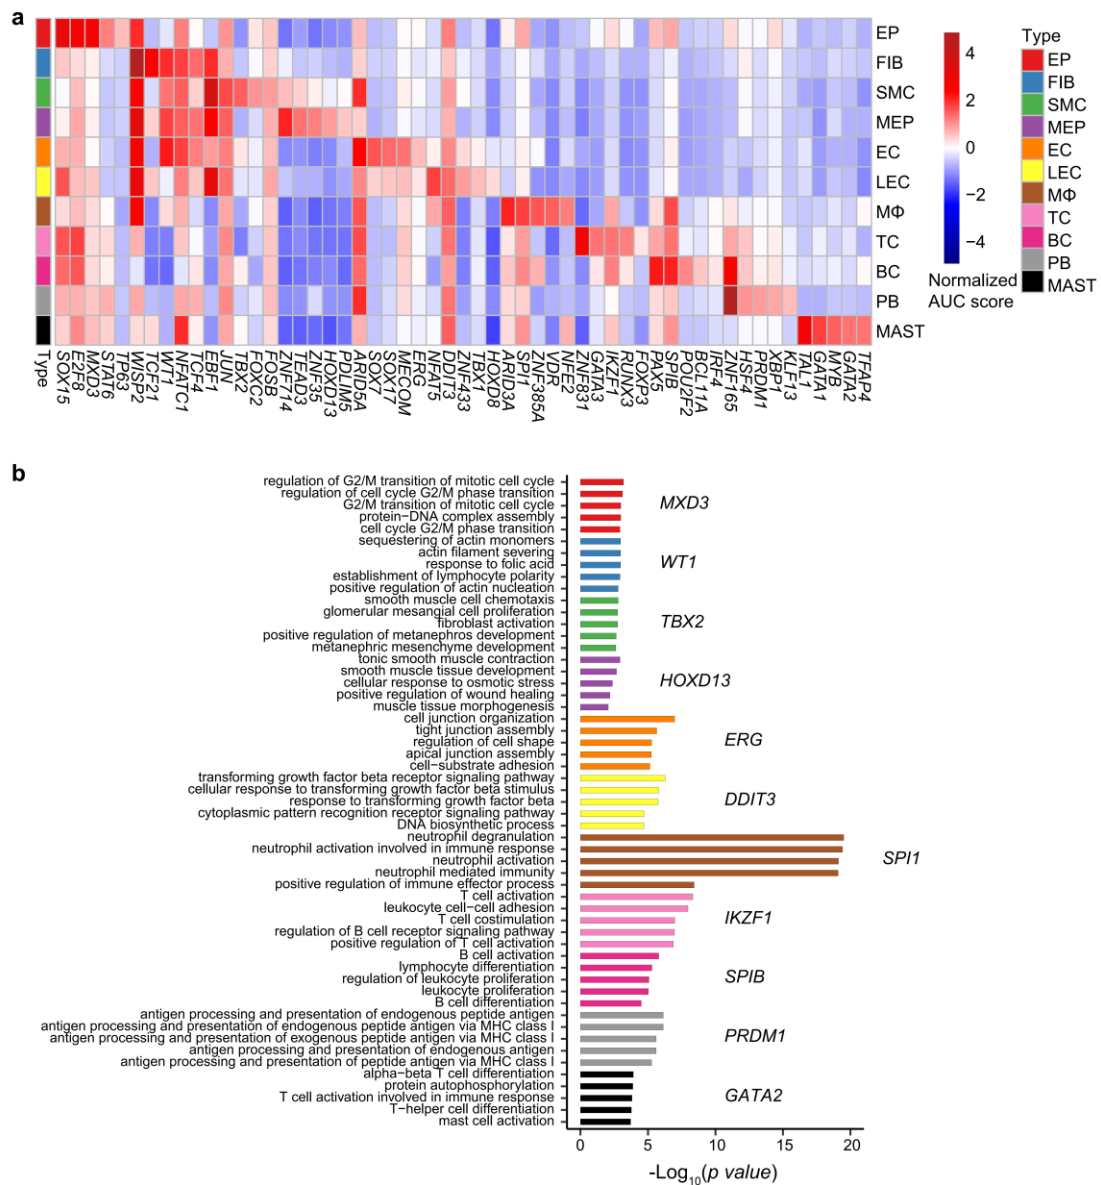 a
EP
FIB
SMC
MEP
EC
LEC
MΦ
TC
BC
PB
MAST
4
2
0
−2
−4
Normalized
AUC score
Type
EP
FIB
SMC
MEP
EC
LEC
MΦ
TC
BC
PB
MAST
Type
SOX15
E2F8
MXD3
STAT6
TP63
WISP2
TCF21
WT1
NFATC1
TCF4
EBF1
JUN
TBX2
FOXC2
FOSB
ZNF714
TEAD3
ZNF35
HOXD13
PDLIM5
ARID5A
SOX7
SOX17
MECOM
ERG
NFAT5
DDIT3
ZNF433
TBX1
HOXD8
ARID3A
SPI1
ZNF385A
VDR
NFE2
ZNF831
GATA3
IKZF1
RUNX3
FOXP3
PAX5
SPIB
POU2F2
BCL11A
IRF4
ZNF165
HSF4
PRDM1
XBP1
KLF13
TAL1
GATA1
MYB
GATA2
TFAP4
b
regulation of G2/M transition of mitotic cell cycle
regulation of cell cycle G2/M phase transition
G2/M transition of mitotic cell cycle
protein−DNA complex assembly
cell cycle G2/M phase transition
MXD3
sequestering of actin monomers
actin filament severing
response to folic acid
establishment of lymphocyte polarity
positive regulation of actin nucleation
WT1
smooth muscle cell chemotaxis
glomerular mesangial cell proliferation
fibroblast activation
positive regulation of metanephros development
metanephric mesenchyme development
TBX2
tonic smooth muscle contraction
smooth muscle tissue development
cellular response to osmotic stress
positive regulation of wound healing
muscle tissue morphogenesis
HOXD13
cell junction organization
tight junction assembly
regulation of cell shape
apical junction assembly
cell−substrate adhesion
ERG
transforming growth factor beta receptor signaling pathway
cellular response to transforming growth factor beta stimulus
response to transforming growth factor beta
cytoplasmic pattern recognition receptor signaling pathway
DNA biosynthetic process
DDIT3
neutrophil degranulation
neutrophil activation involved in immune response
neutrophil activation
neutrophil mediated immunity
positive regulation of immune effector process
SPI1
T cell activation
leukocyte cell−cell adhesion
T cell costimulation
regulation of B cell receptor signaling pathway
positive regulation of T cell activation
IKZF1
B cell activation
lymphocyte differentiation
regulation of leukocyte proliferation
leukocyte proliferation
B cell differentiation
SPIB
antigen processing and presentation of endogenous peptide antigen
antigen processing and presentation of endogenous peptide antigen via MHC class I
antigen processing and presentation of exogenous peptide antigen via MHC class I
antigen processing and presentation of endogenous antigen
antigen processing and presentation of peptide antigen via MHC class I
PRDM1
alpha-beta T cell differentiation
protein autophosphorylation
T cell activation involved in immune response
T−helper cell differentiation
mast cell activation
GATA2
0 5 10 15 20
-Log10(p value)